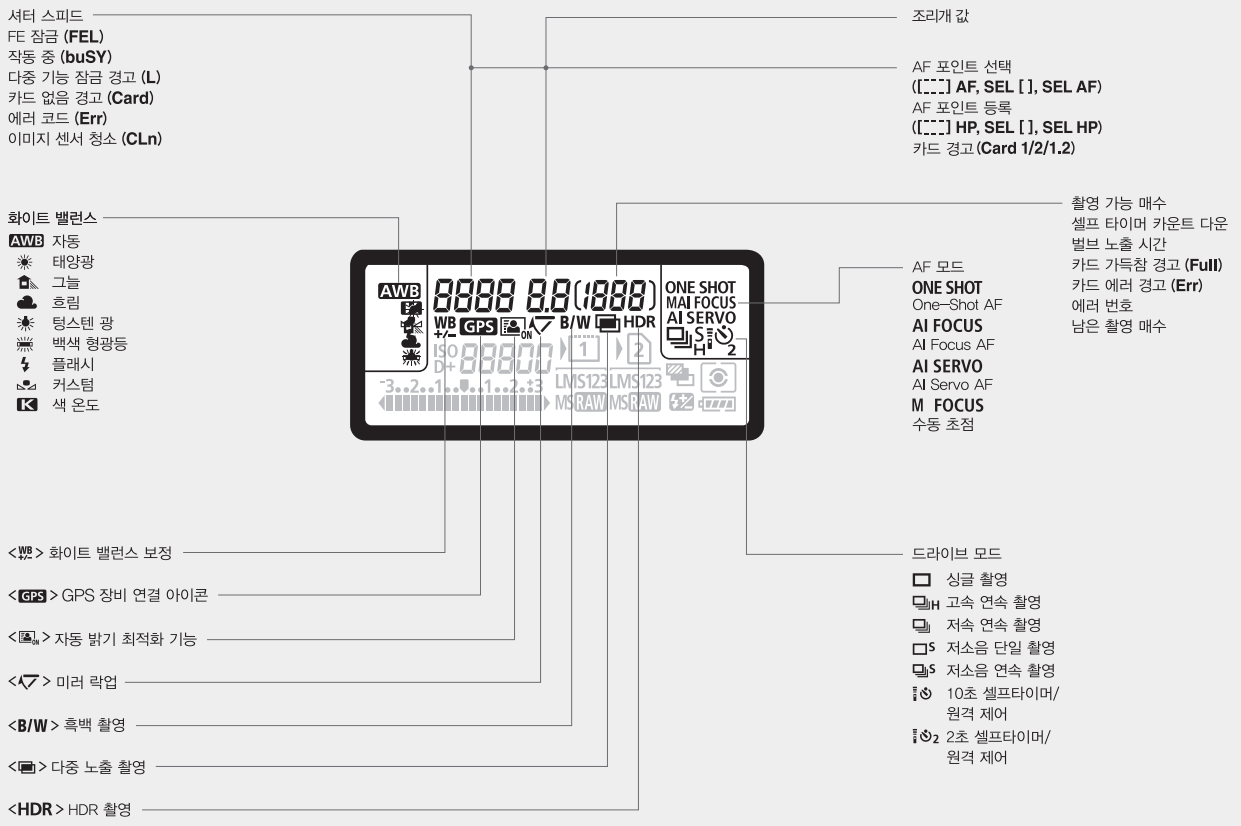 셔터 스피드
FE 잠금 (FEL)
작동 중 (buSY)
다중 기능 잠금 경고 (L)
카드 없음 경고 (Card)
에러 코드 (Err)
이미지 센서 청소 (CLn)
조리개 값
AF 포인트 선택
([ ] AF, SEL [ ], SEL AF)
AF 포인트 등록
([ ] HP, SEL [ ], SEL HP)
카드 경고 (Card 1/2/1.2)
화이트 밸런스
AWB 자동
태양광
그늘
흐림
텅스텐 광
백색 형광등
플래시
커스텀
K 색 온도
촬영 가능 매수
셀프 타이머 카운트 다운
벌브 노출 시간
카드 가득참 경고 (Full)
카드 에러 경고 (Err)
에러 번호
남은 촬영 매수
AF 모드
ONE SHOT
One-Shot AF
AI FOCUS
AI Focus AF
AI SERVO
AI Servo AF
M FOCUS
수동 초점
AWB
8888 8.8(1888)
ONE SHOT
MAI FOCUS
AI SERVO
WB +/- GPS ON B/W HDR
S H 2
ISO D+ 88800 1 2
-3..2..1..0..1..2..+3
LMS123 LMS123
MS RAW MS RAW
<WB +/-> 화이트 밸런스 보정
<GPS> GPS 장비 연결 아이콘
<ON> 자동 밝기 최적화 기능
< > 미러 락업
<B/W> 흑백 촬영
< > 다중 노출 촬영
<HDR> HDR 촬영
드라이브 모드
싱글 촬영
H 고속 연속 촬영
저속 연속 촬영
S 저소음 단일 촬영
S 저소음 연속 촬영
10초 셀프타이머/
원격 제어
2 2초 셀프타이머/
원격 제어